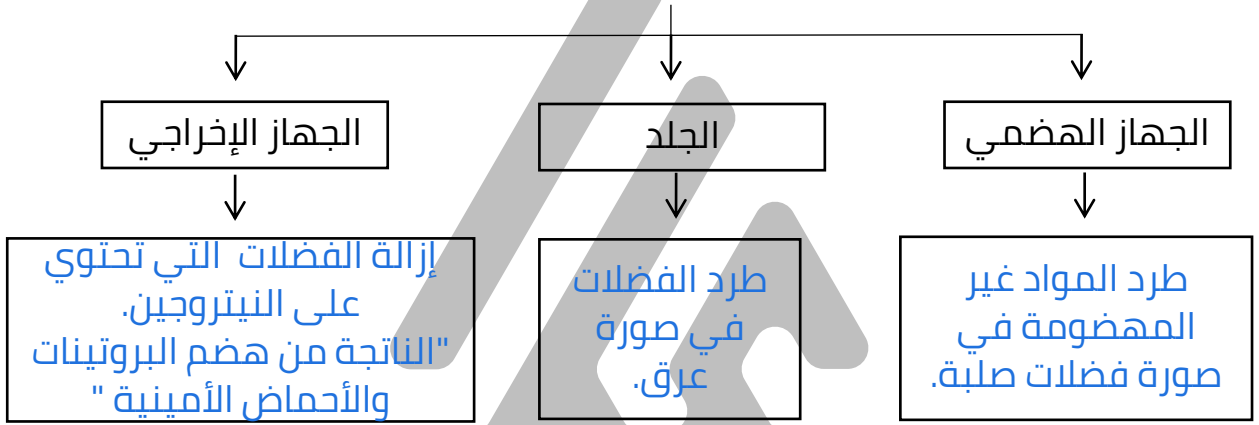 الجهاز الهضمي
الجلد
الجهاز الإخراجي
طرد المواد غير
المهضومة في
صورة فضلات صلبة.
طرد الفضلات
في صورة
عرق.
إزالة الفضلات التي تحتوي
على النيتروجين.
"الناتجة من هضم البروتينات
والأحماض الأمينية "